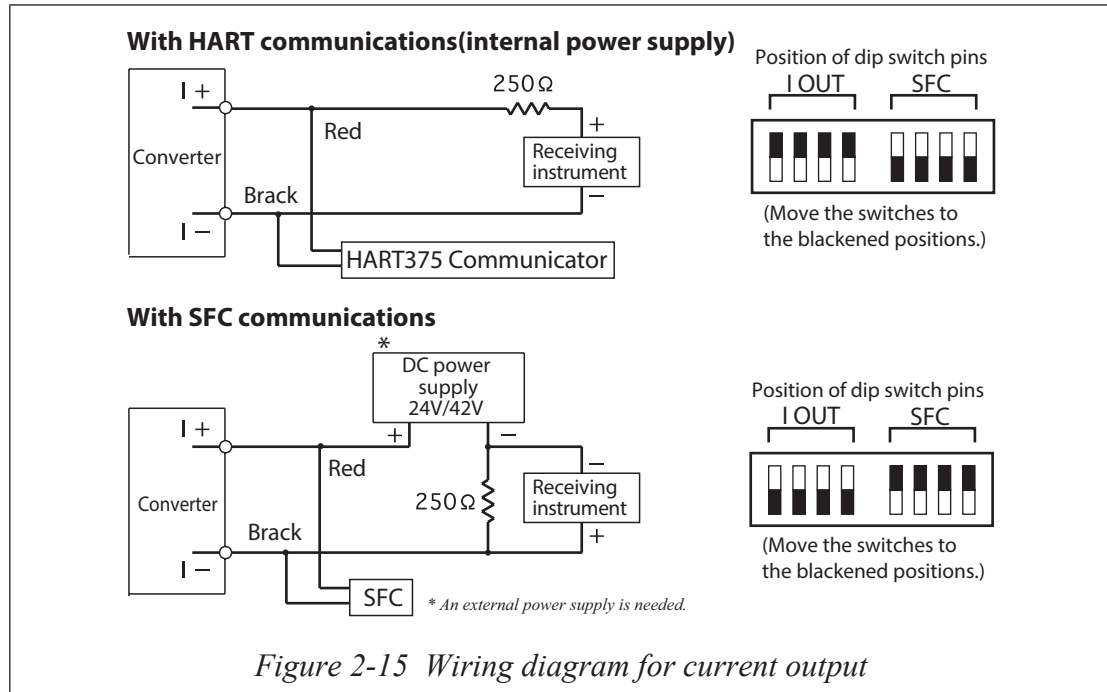 With HART communications(internal power supply)
Position of dip switch pins
I OUT
SFC
I +
250Ω
Red
+
Converter
Receiving
instrument
Brack
−
I −
HART375 Communicator
(Move the switches to
the blackened positions.)
With SFC communications
*
DC power
supply
24V/42V
Position of dip switch pins
I OUT
SFC
I +
+
−
Red
−
250Ω
Receiving
instrument
Converter
Brack
+
I −
SFC
* An external power supply is needed.
(Move the switches to
the blackened positions.)
Figure 2-15 Wiring diagram for current output